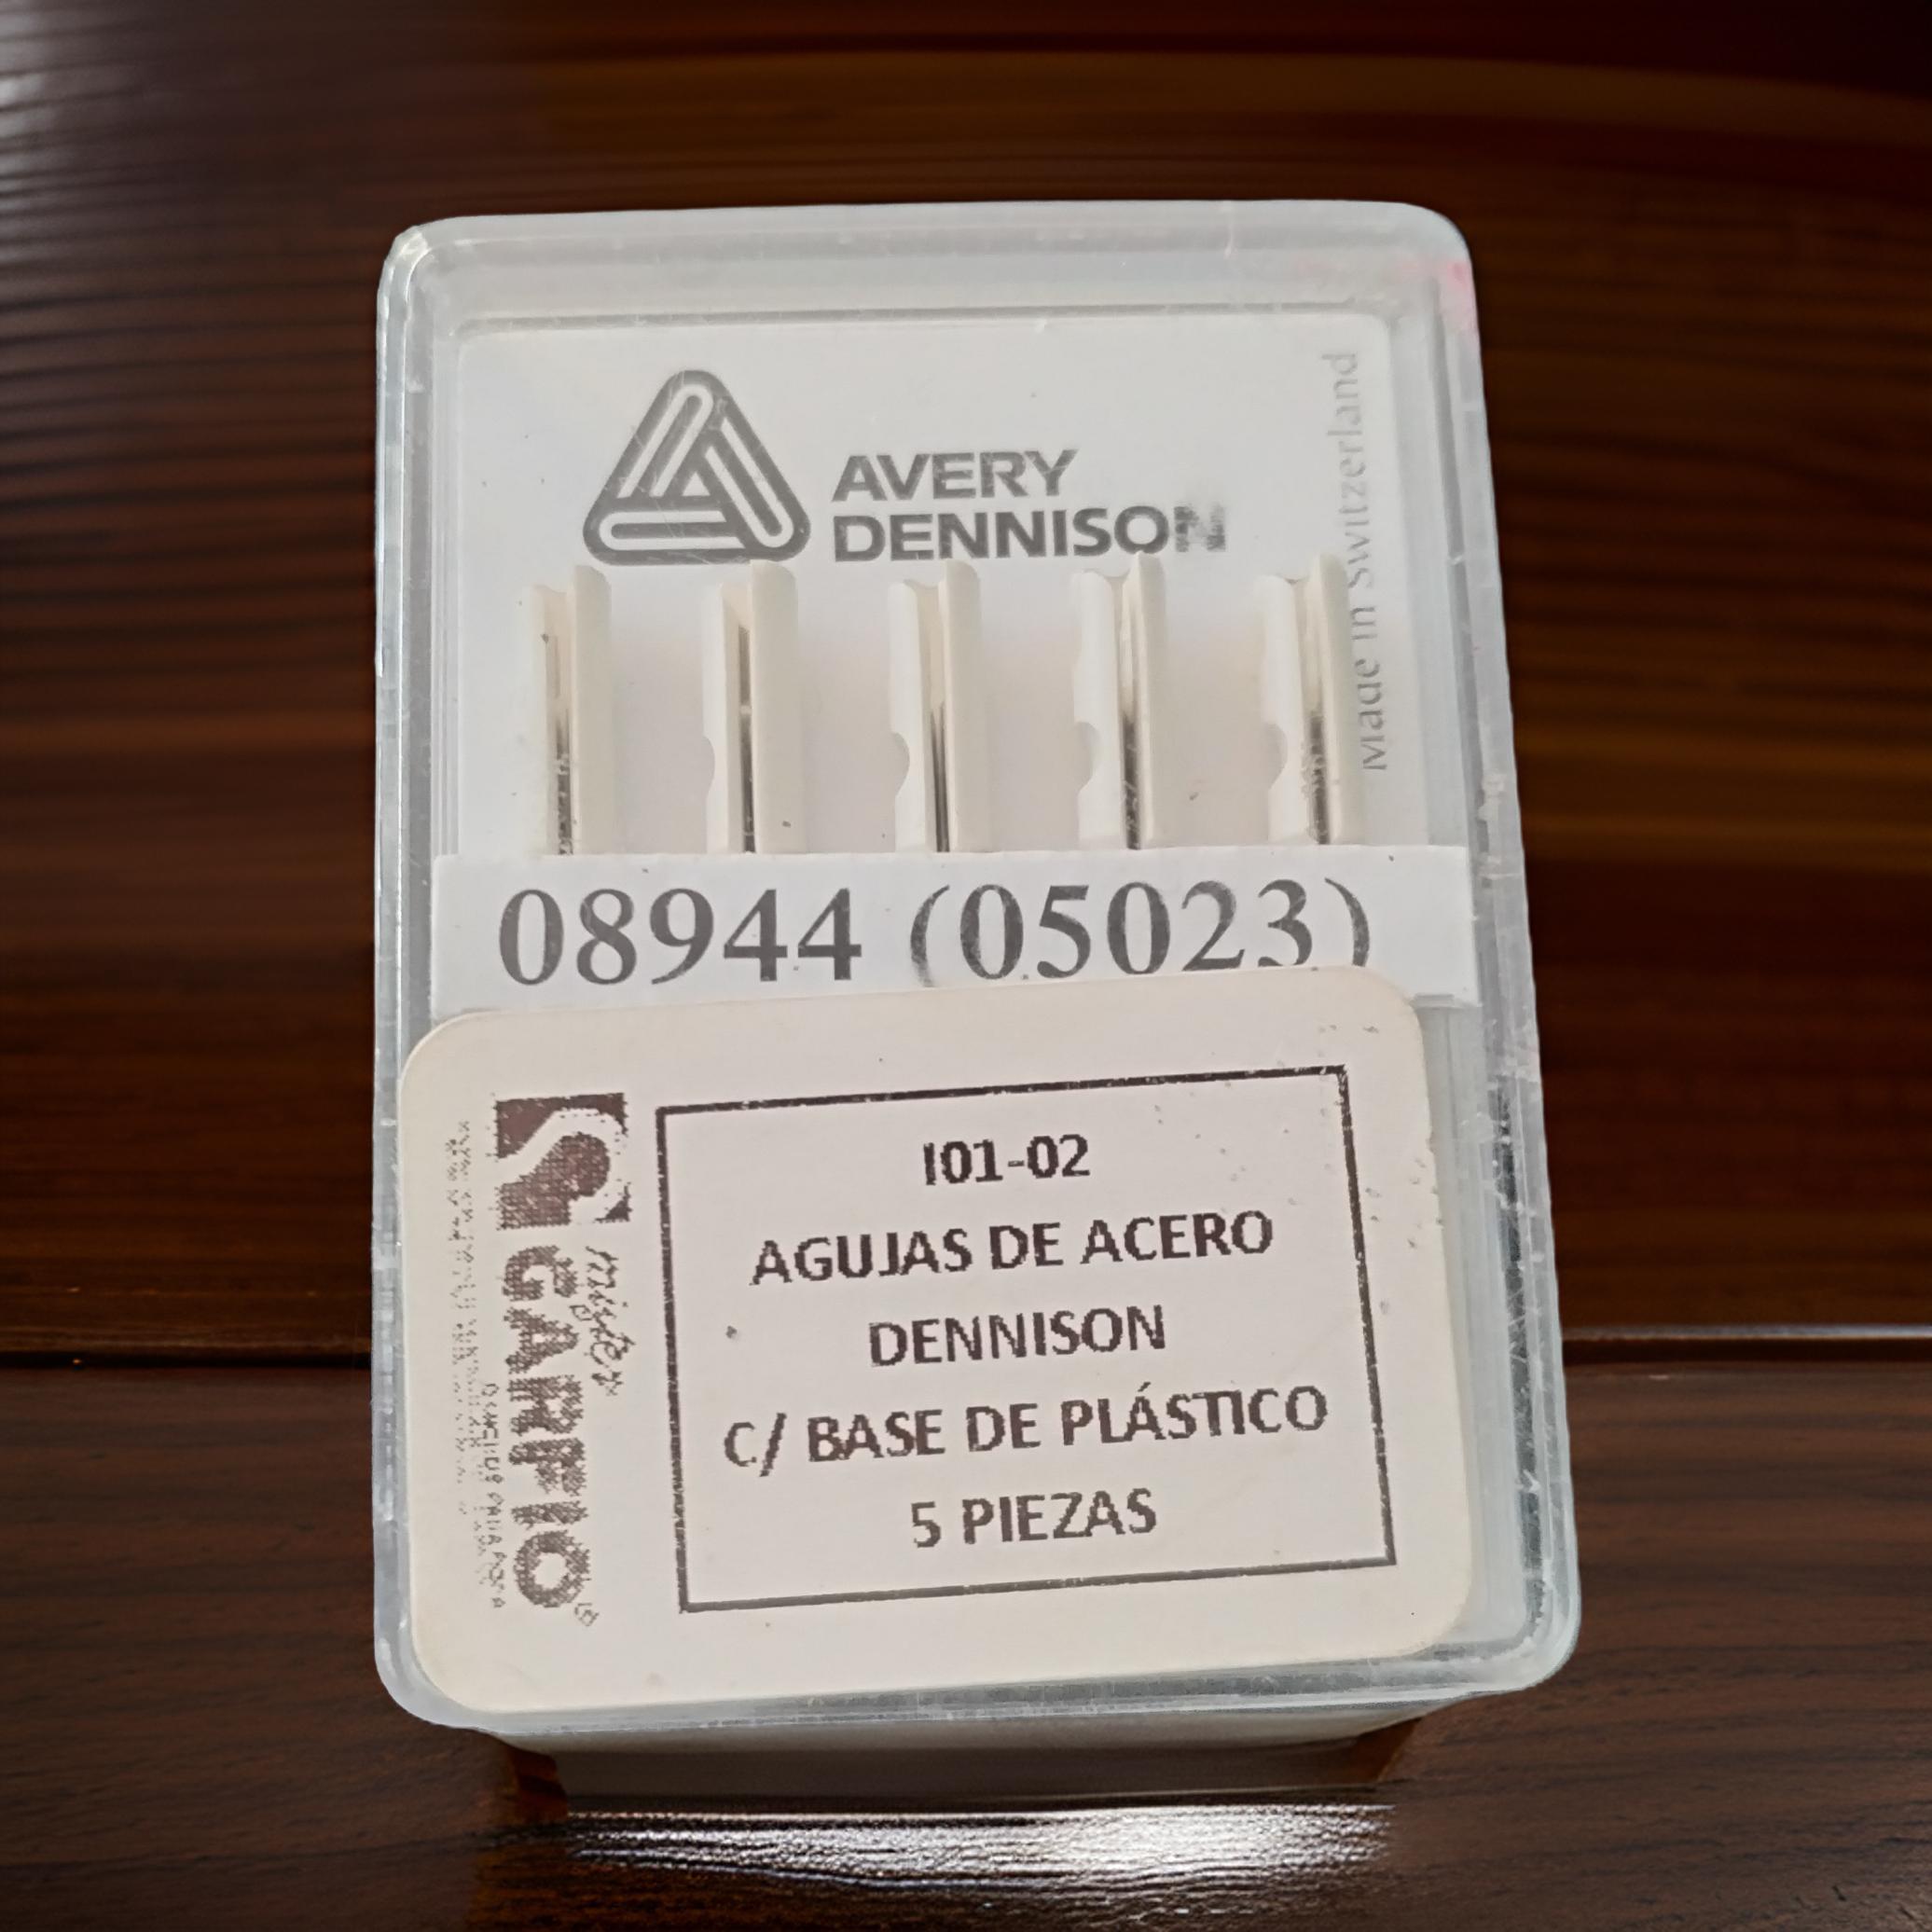 AVERY
DENNISON
Made in Switzerland
08944 (05023)
I01-02
AGUJAS DE ACERO
DENNISON
C/ BASE DE PLÁSTICO
5 PIEZAS
mister
GARFIO®